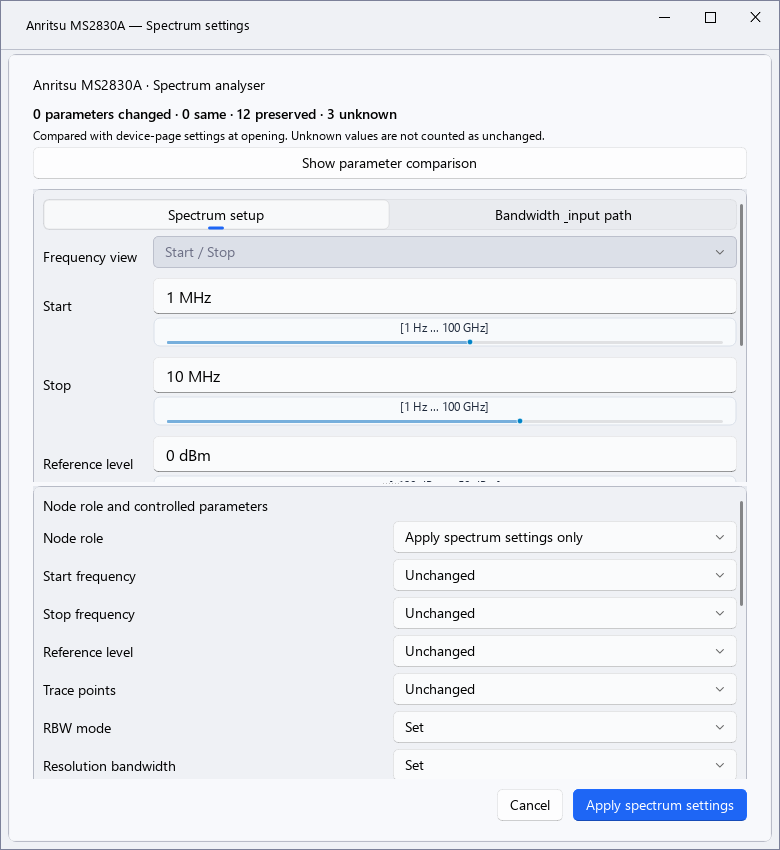 Anritsu MS2830A — Spectrum settings
Anritsu MS2830A · Spectrum analyser
0 parameters changed · 0 same · 12 preserved · 3 unknown
Compared with device-page settings at opening. Unknown values are not counted as unchanged.
Show parameter comparison
Spectrum setup
Bandwidth _input path
Frequency view
Start / Stop
Start
1 MHz
[1 Hz ... 100 GHz]
Stop
10 MHz
[1 Hz ... 100 GHz]
Reference level
0 dBm
Node role and controlled parameters
Node role
Apply spectrum settings only
Start frequency
Unchanged
Stop frequency
Unchanged
Reference level
Unchanged
Trace points
Unchanged
RBW mode
Set
Resolution bandwidth
Set
Cancel
Apply spectrum settings